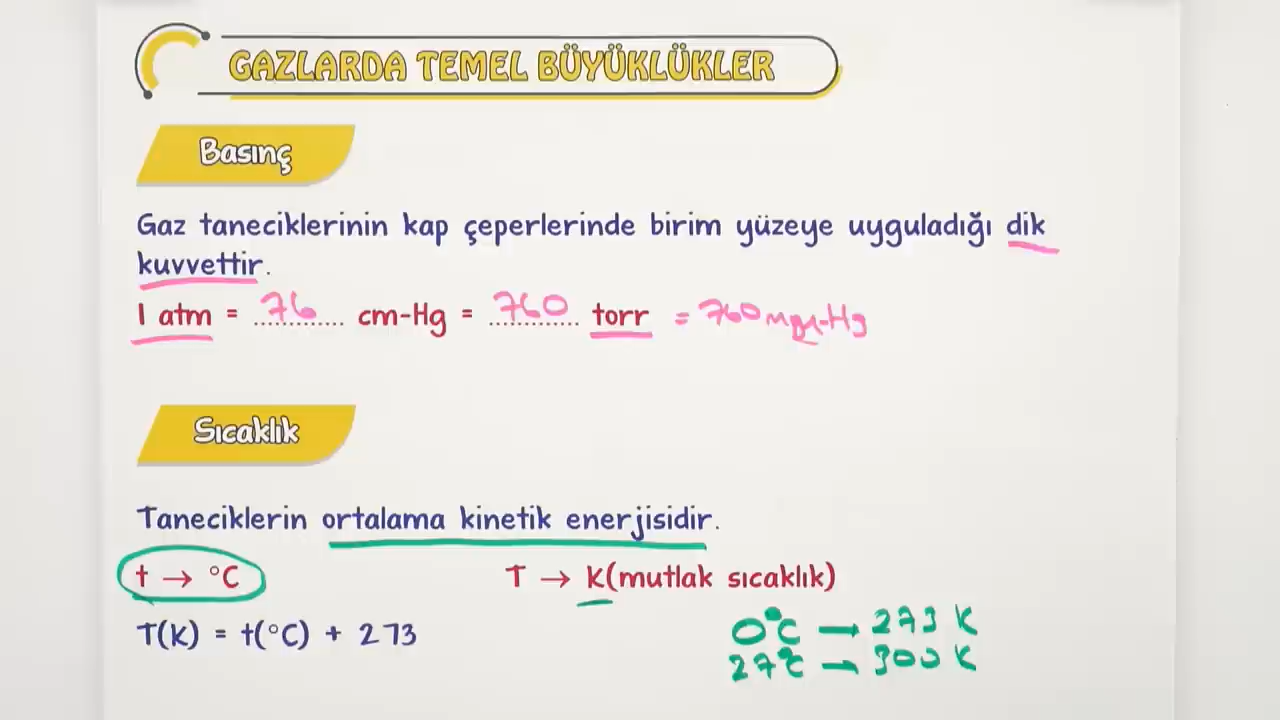 GAZLARDA TEMEL BÜYÜKLÜKLER
Basınç
Gaz taneciklerinin kap çeperlerinde birim yüzeye uyguladığı dik
kuvvettir.
1 atm = 76 cm-Hg = 760 torr = 760 mm-Hg
Sıcaklık
Taneciklerin ortalama kinetik enerjisidir.
t → °C T → K(mutlak sıcaklık)
T(K) = t(°C) + 273
0°C → 273 K
27°C → 300 K